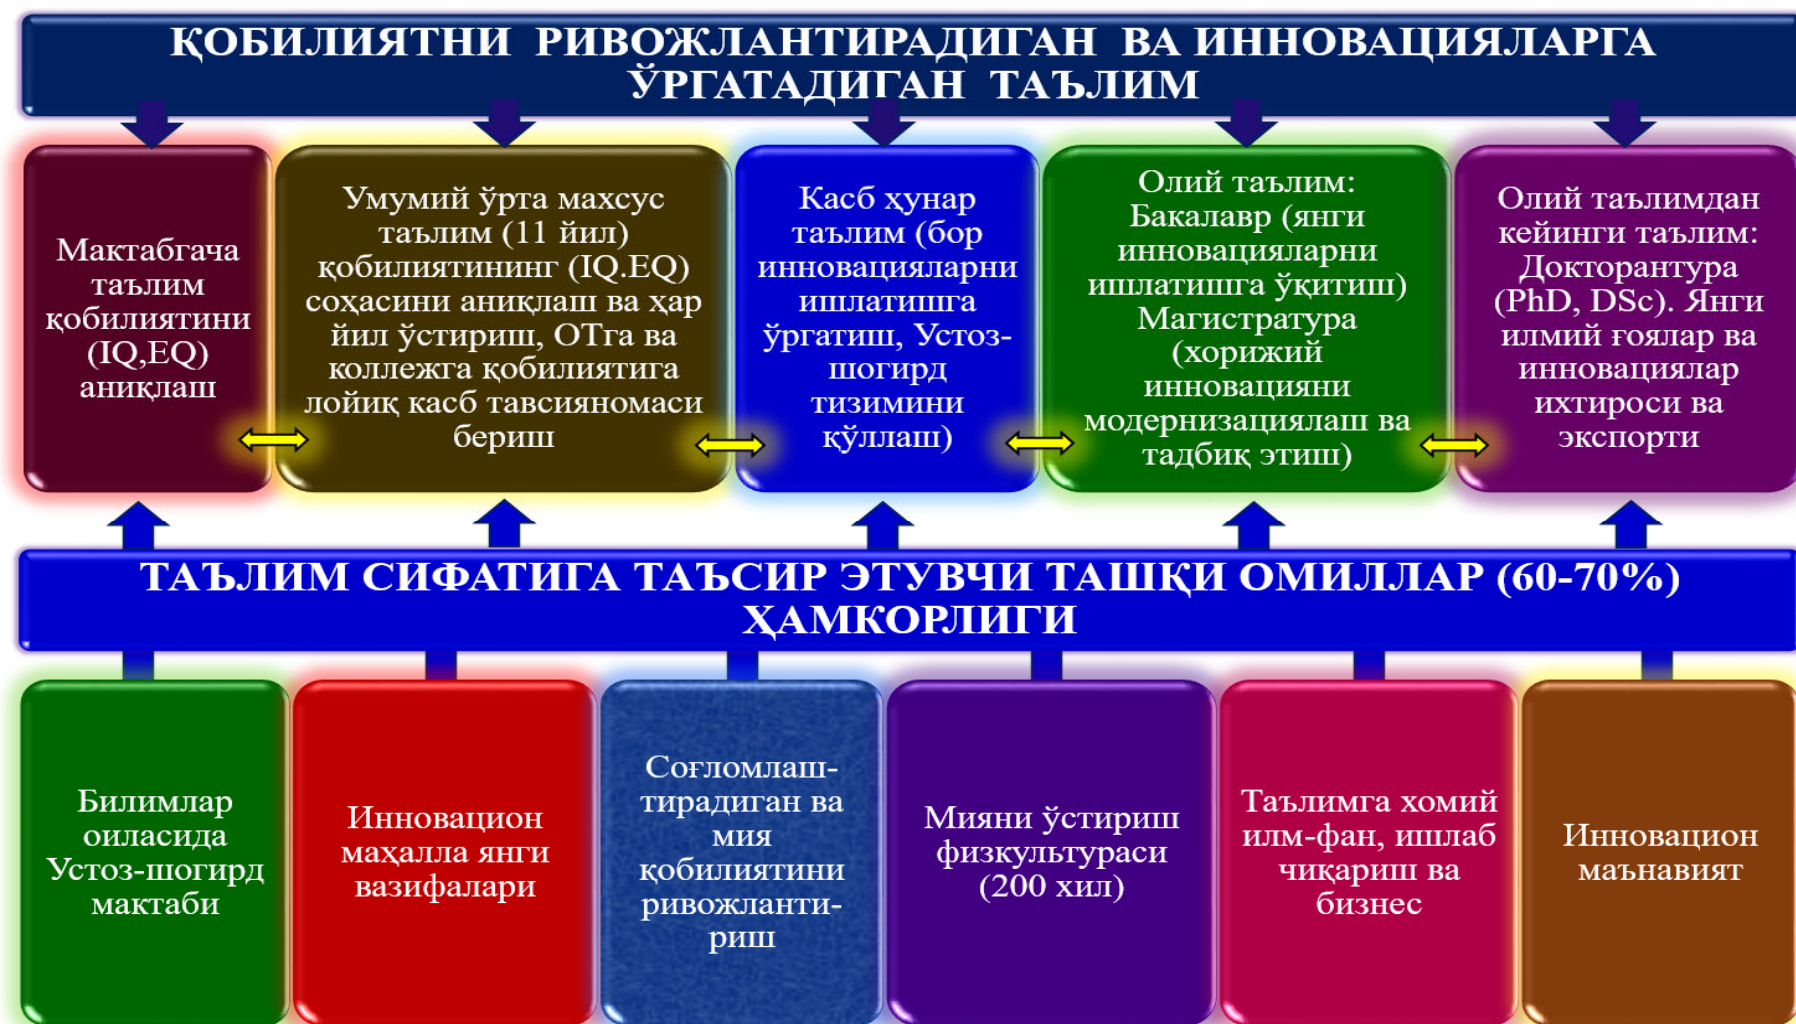 ҚОБИЛИЯТНИ РИВОЖЛАНТИРАДИГАН ВА ИННОВАЦИЯЛАРГА
ЎРГАТАДИГАН ТАЪЛИМ
Мактабгача
таълим
қобилиятини
(IQ,EQ)
аниқлаш
Умумий ўрта махсус
таълим (11 йил)
қобилиятининг (IQ.EQ)
соҳасини аниқлаш ва ҳар
йил ўстириш, ОТга ва
коллежга қобилиятига
лойиқ касб тавсияномаси
бериш
Касб ҳунар
таълим (бор
инновацияларни
ишлатишга
ўргатиш, Устоз-
шогирд
тизимини
қўллаш)
Олий таълим:
Бакалавр (янги
инновацияларни
ишлатишга ўқитиш)
Магистратура
(хорижий
инновацияни
модернизациялаш ва
тадбиқ этиш)
Олий таълимдан
кейинги таълим:
Докторантура
(PhD, DSc). Янги
илмий ғоялар ва
инновациялар
ихтироси ва
экспорти
ТАЪЛИМ СИФАТИГА ТАЪСИР ЭТУВЧИ ТАШҚИ ОМИЛЛАР (60-70%)
ҲАМКОРЛИГИ
Билимлар
оиласида
Устоз-шогирд
мактаби
Инновацион
маҳалла янги
вазифалари
Соғломлаш-
тирадиган ва
мия
қобилиятини
ривожланти-
риш
Мияни ўстириш
физкультураси
(200 хил)
Таълимга хомий
илм-фан, ишлаб
чиқариш ва
бизнес
Инновацион
маънавият